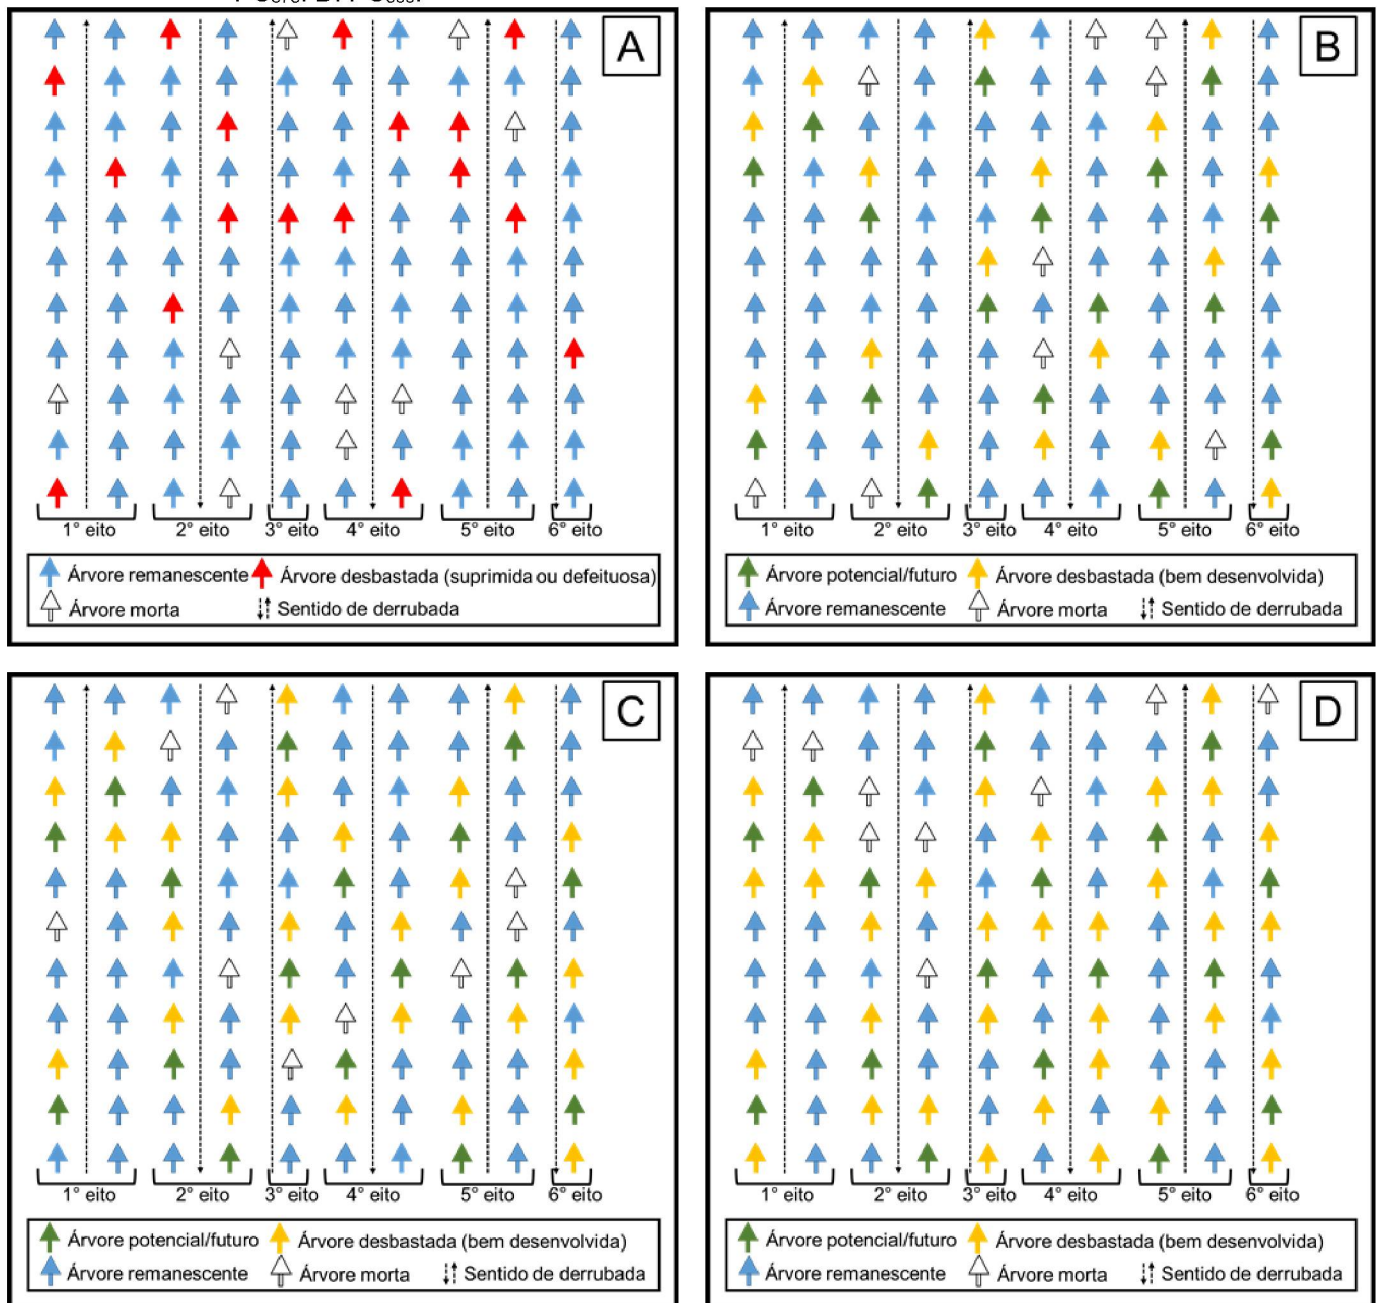 A
1° eito 2° eito 3° eito 4° eito 5° eito 6° eito
Árvore remanescente Árvore desbastada (suprimida ou defeituosa)
Árvore morta Sentido de derrubada
B
1° eito 2° eito 3° eito 4° eito 5° eito 6° eito
Árvore potencial/futuro Árvore desbastada (bem desenvolvida)
Árvore remanescente Árvore morta Sentido de derrubada
C
1° eito 2° eito 3° eito 4° eito 5° eito 6° eito
Árvore potencial/futuro Árvore desbastada (bem desenvolvida)
Árvore remanescente Árvore morta Sentido de derrubada
D
1° eito 2° eito 3° eito 4° eito 5° eito 6° eito
Árvore potencial/futuro Árvore desbastada (bem desenvolvida)
Árvore remanescente Árvore morta Sentido de derrubada